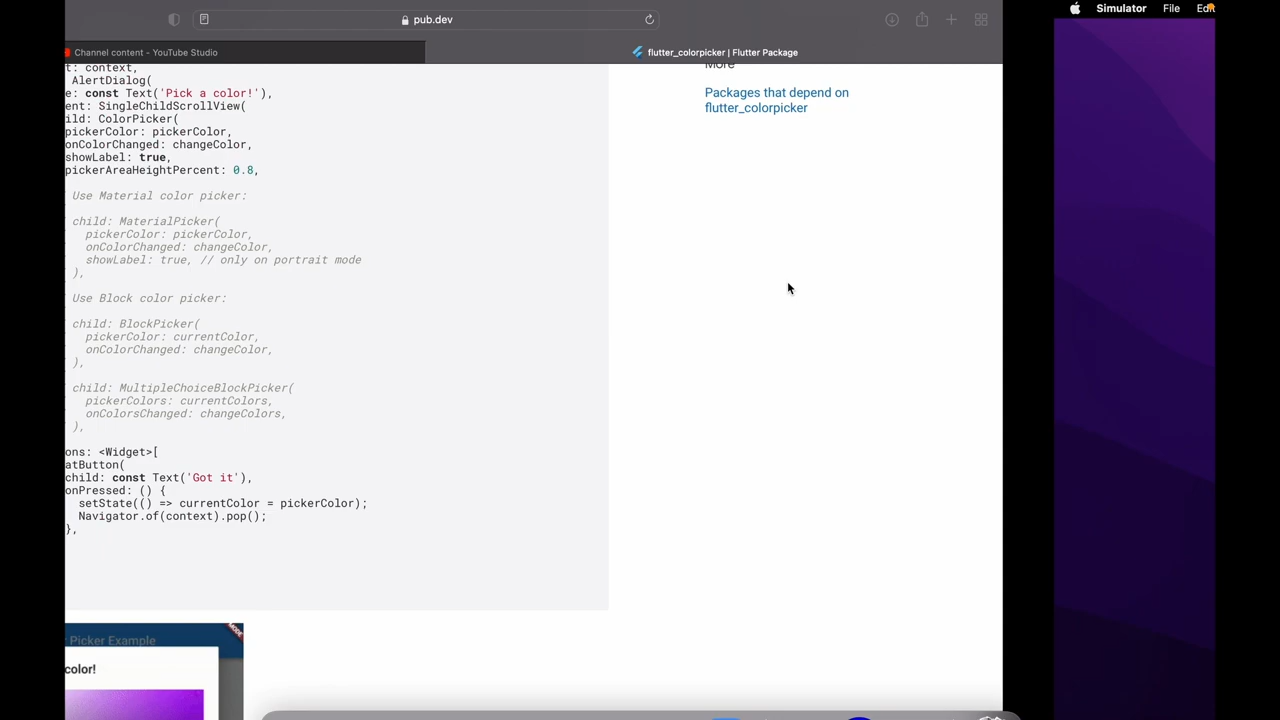 pub.dev
Simulator File Edit
Channel content - YouTube Studio
flutter_colorpicker | Flutter Package
t: context,
AlertDialog(
e: const Text('Pick a color!'),
ent: SingleChildScrollView(
ild: ColorPicker(
pickerColor: pickerColor,
onColorChanged: changeColor,
showLabel: true,
pickerAreaHeightPercent: 0.8,
Use Material color picker:
child: MaterialPicker(
pickerColor: pickerColor,
onColorChanged: changeColor,
showLabel: true, // only on portrait mode
),
Use Block color picker:
child: BlockPicker(
pickerColor: currentColor,
onColorChanged: changeColor,
),
child: MultipleChoiceBlockPicker(
pickerColors: currentColors,
onColorsChanged: changeColors,
),
ons: <Widget>[
atButton(
child: const Text('Got it'),
onPressed: () {
setState(() => currentColor = pickerColor);
Navigator.of(context).pop();
},
More
Packages that depend on
flutter_colorpicker
Picker Example
color!